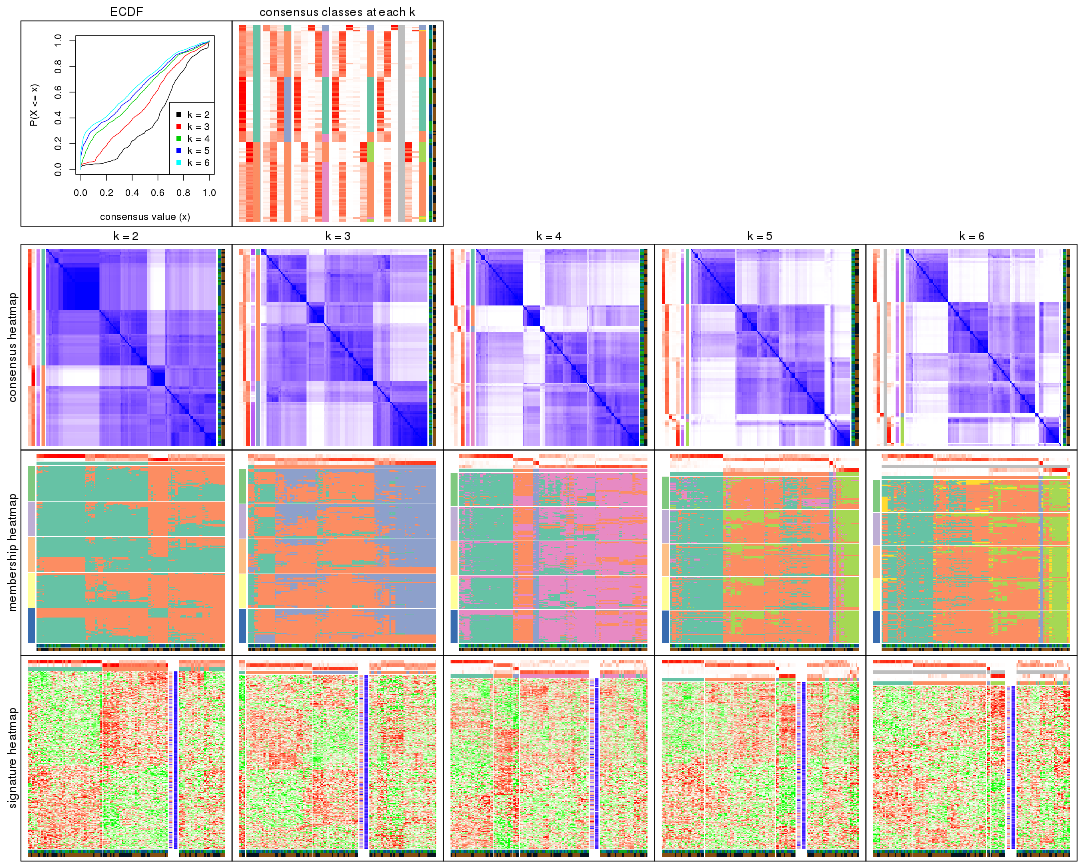 ECDF
consensus classes at each k
P(X <= x)
0.0
0.2
0.4
0.6
0.8
1.0
k = 2
k = 3
k = 4
k = 5
k = 6
0.0 0.2 0.4 0.6 0.8 1.0
consensus value (x)
k = 2
k = 3
k = 4
k = 5
k = 6
consensus heatmap
membership heatmap
signature heatmap